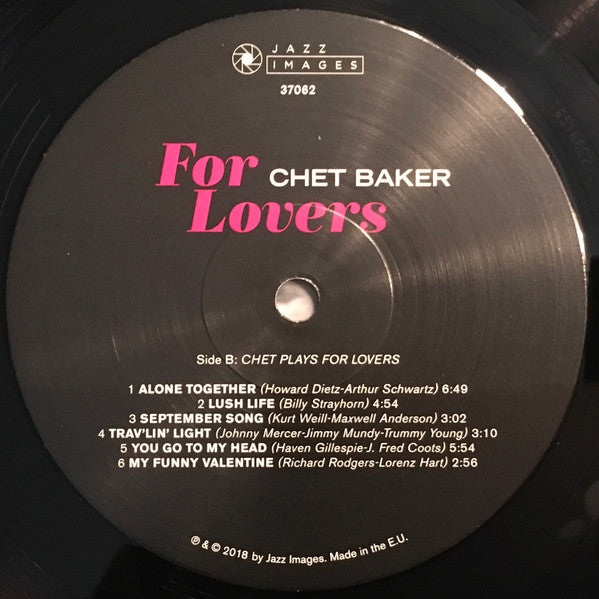 JAZZ
IMAGES
37062
For CHET BAKER
Lovers
Side B: CHET PLAYS FOR LOVERS
1 ALONE TOGETHER (Howard Dietz-Arthur Schwartz) 6:49
2 LUSH LIFE (Billy Strayhorn) 4:54
3 SEPTEMBER SONG (Kurt Weill-Maxwell Anderson) 3:02
4 TRAV'LIN' LIGHT (Johnny Mercer-Jimmy Mundy-Trummy Young) 3:10
5 YOU GO TO MY HEAD (Haven Gillespie-J. Fred Coots) 5:54
6 MY FUNNY VALENTINE (Richard Rodgers-Lorenz Hart) 2:56
℗ & © 2018 by Jazz Images. Made in the E.U.